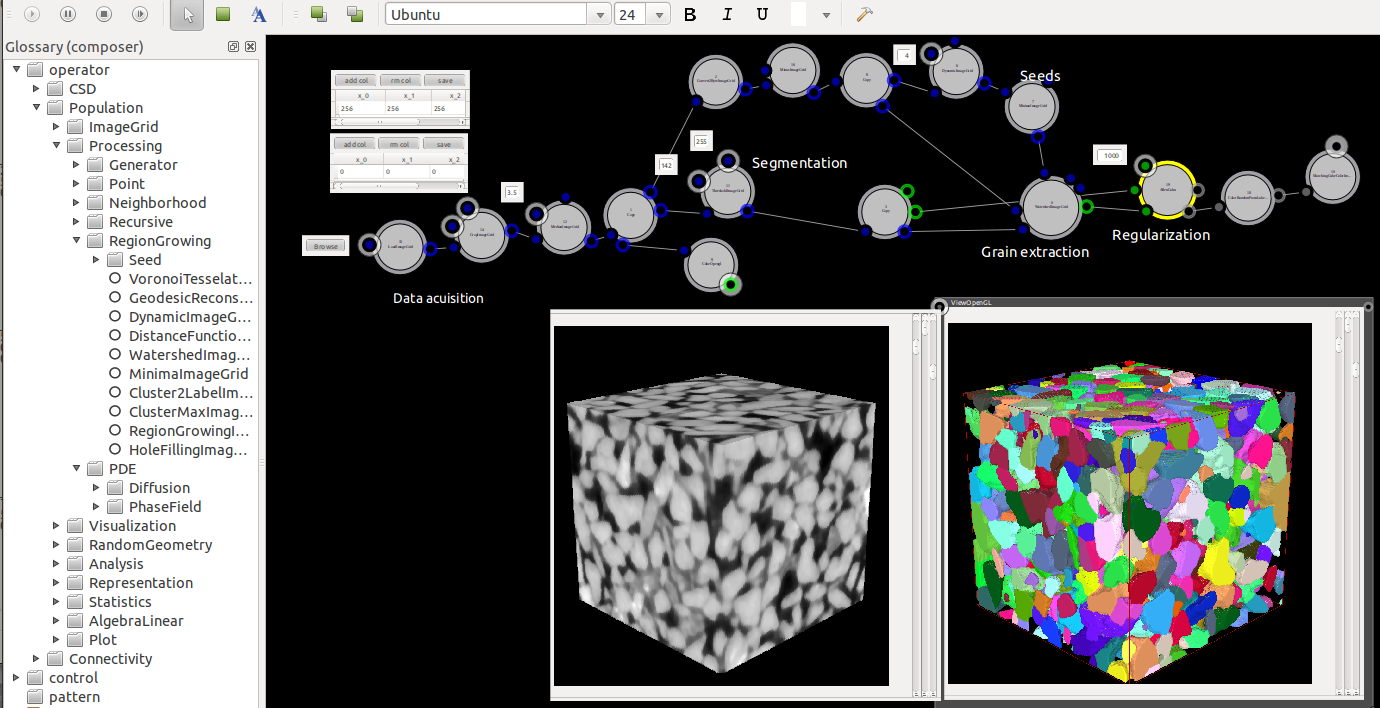 Ubuntu
24
B
I
U
Glossary (composer)
operator
CSD
Population
ImageGrid
Processing
Generator
Point
Neighborhood
Recursive
RegionGrowing
Seed
VoronoiTesselat...
GeodesicRecons...
DynamicImageG...
DistanceFunctio...
WatershedImag...
MinimaImageGrid
Cluster2LabelIm...
ClusterMaxImag...
RegionGrowingI...
HoleFillingImag...
PDE
Diffusion
PhaseField
Visualization
RandomGeometry
Analysis
Representation
Statistics
AlgebraLinear
Plot
Connectivity
control
pattern
add col
rm col
save
x_0
x_1
x_2
256
256
256
add col
rm col
save
x_0
x_1
x_2
0
0
0
Browse
3.5
142
255
4
1000
Seeds
Segmentation
Regularization
Grain extraction
Data acuisition
ViewOpenGL